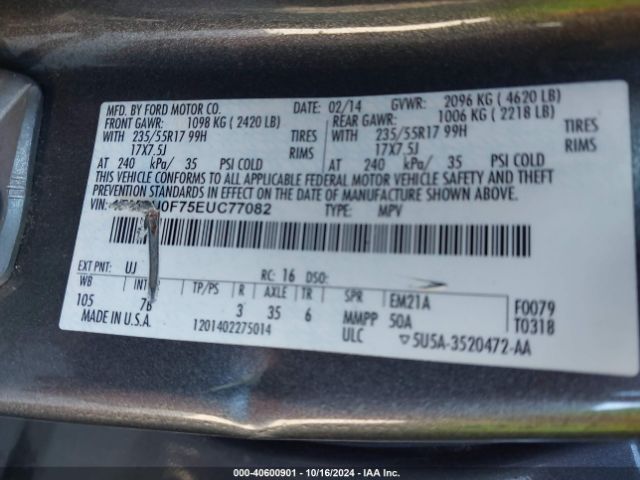 MFD. BY FORD MOTOR CO. DATE: 02/14 GVWR: 2096 KG ( 4620 LB)
FRONT GAWR: 1098 KG ( 2420 LB) REAR GAWR: 1006 KG ( 2218 LB)
WITH 235/55R17 99H TIRES WITH 235/55R17 99H TIRES
17X7.5J RIMS 17X7.5J RIMS
AT 240 kPa/ 35 PSI COLD AT 240 kPa/ 35 PSI COLD
THIS VEHICLE CONFORMS TO ALL APPLICABLE FEDERAL MOTOR VEHICLE SAFETY AND THEFT
PREVENTION STANDARDS IN EFFECT ON THE DATE OF MANUFACTURE SHOWN ABOVE.
VIN: 0F75EUC77082 TYPE: MPV
EXT PNT: UJ RC: 16 DSO:
WB INT TP/PS R AXLE TR SPR EM21A F0079
105 7B 3 35 6 MMPP 50A T0318
MADE IN U.S.A. 1201402275014 ULC ▽5U5A-3520472-AA
000-40600901 - 10/16/2024 - IAA Inc.